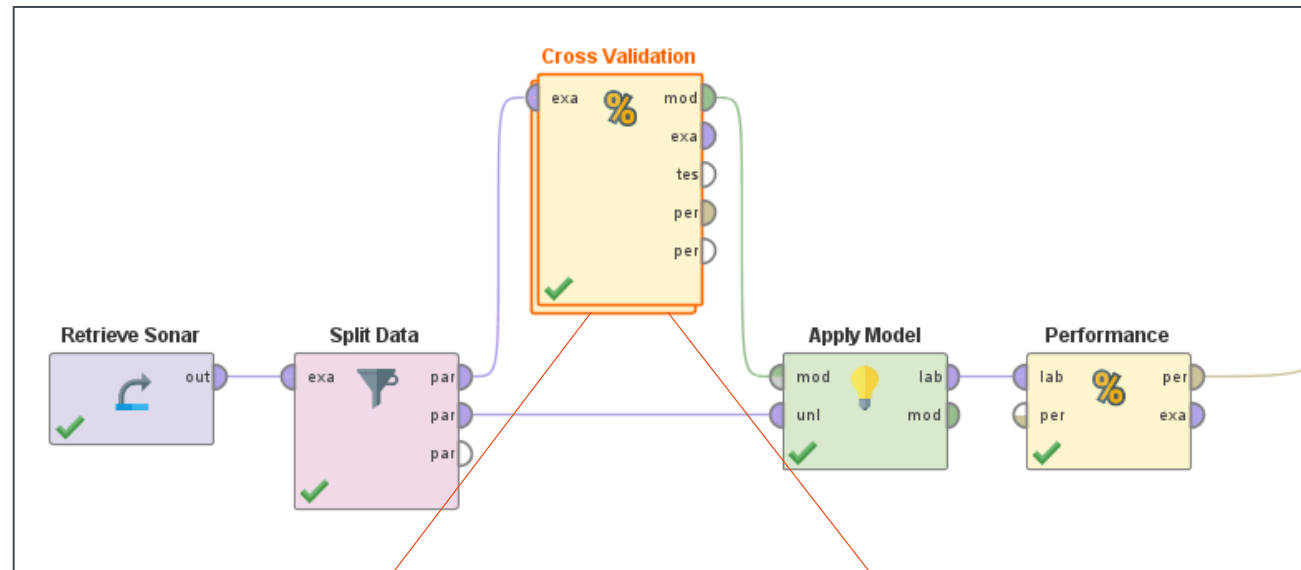 Cross Validation
exa
mod
exa
tes
per
per
Retrieve Sonar
out
Split Data
exa
par
par
par
Apply Model
mod
lab
unl
mod
Performance
lab
per
per
exa